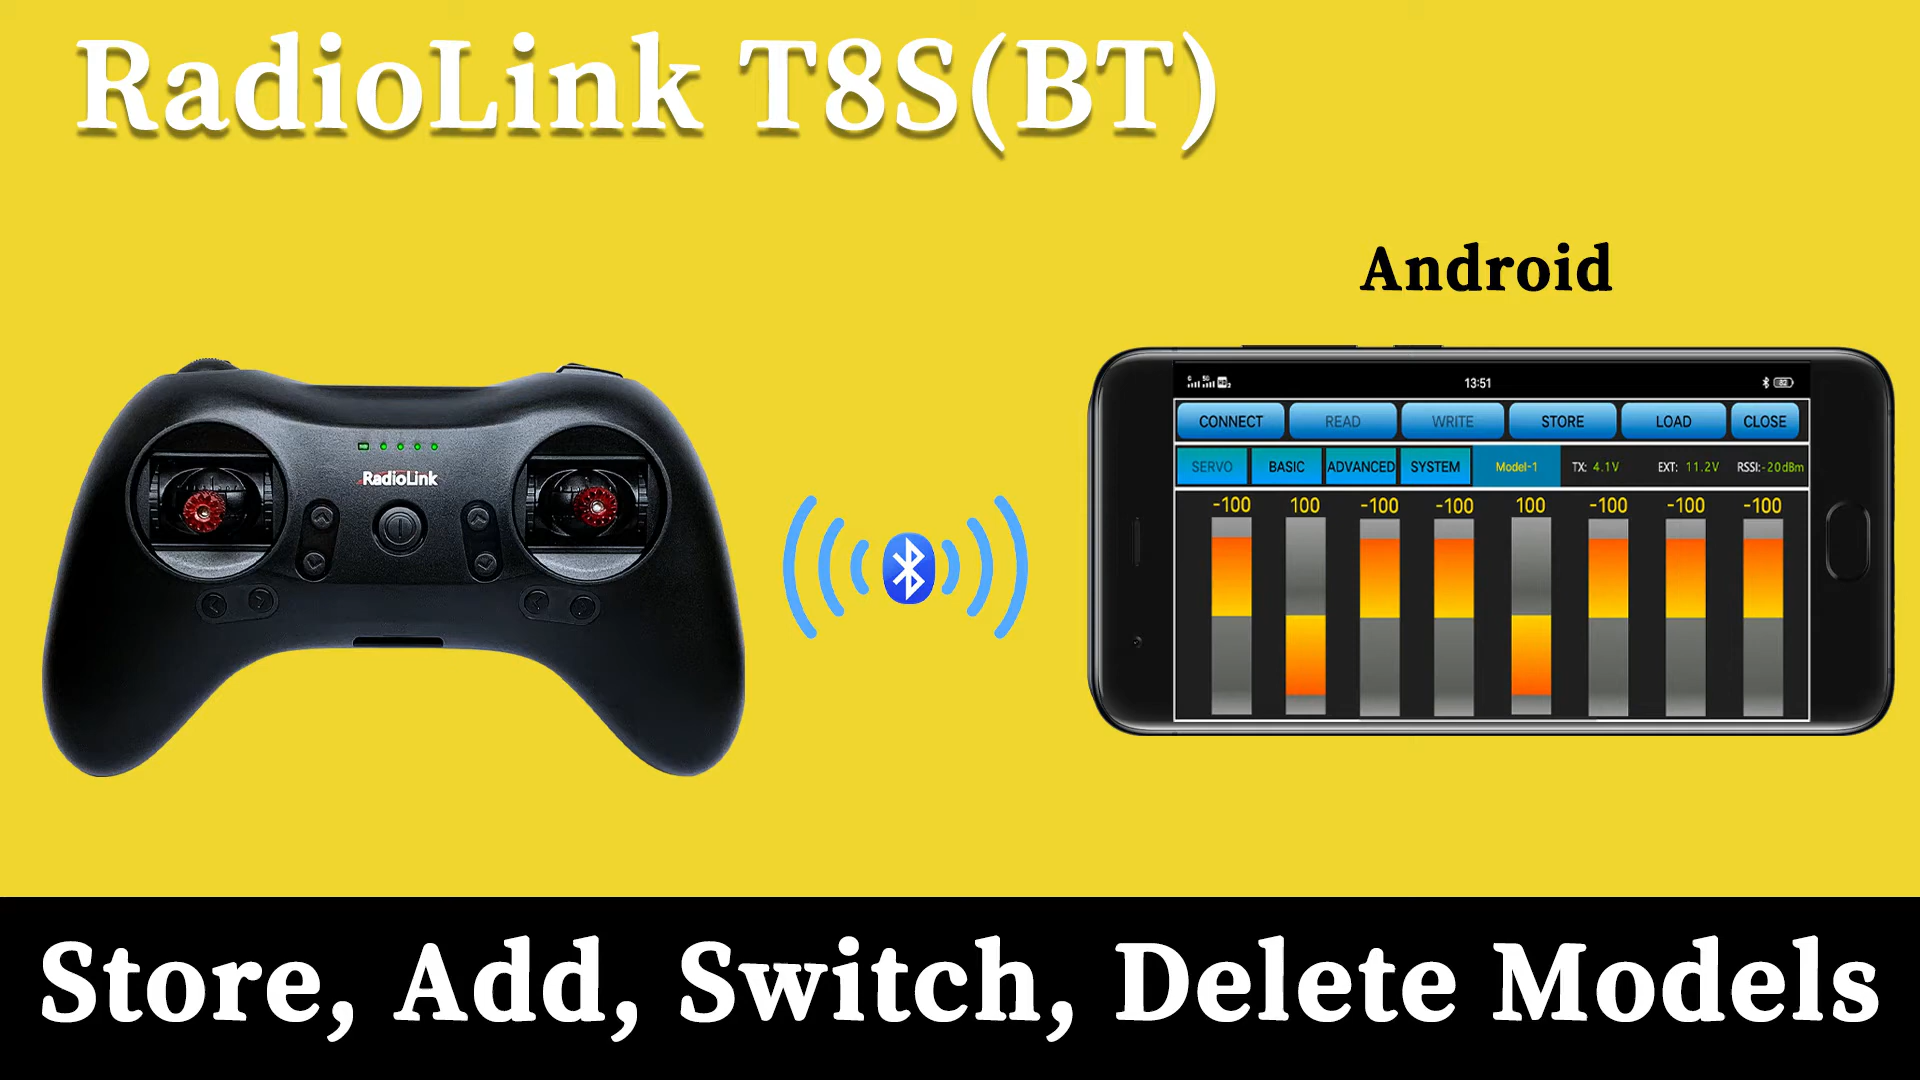 RadioLink T8S(BT)
Android
13:51
82
CONNECT READ WRITE STORE LOAD CLOSE
SERVO BASIC ADVANCED SYSTEM Model-1 TX: 4.1V EXT: 11.2V RSSI:-20dBm
-100 100 -100 -100 100 -100 -100 -100
RadioLink
Store, Add, Switch, Delete Models